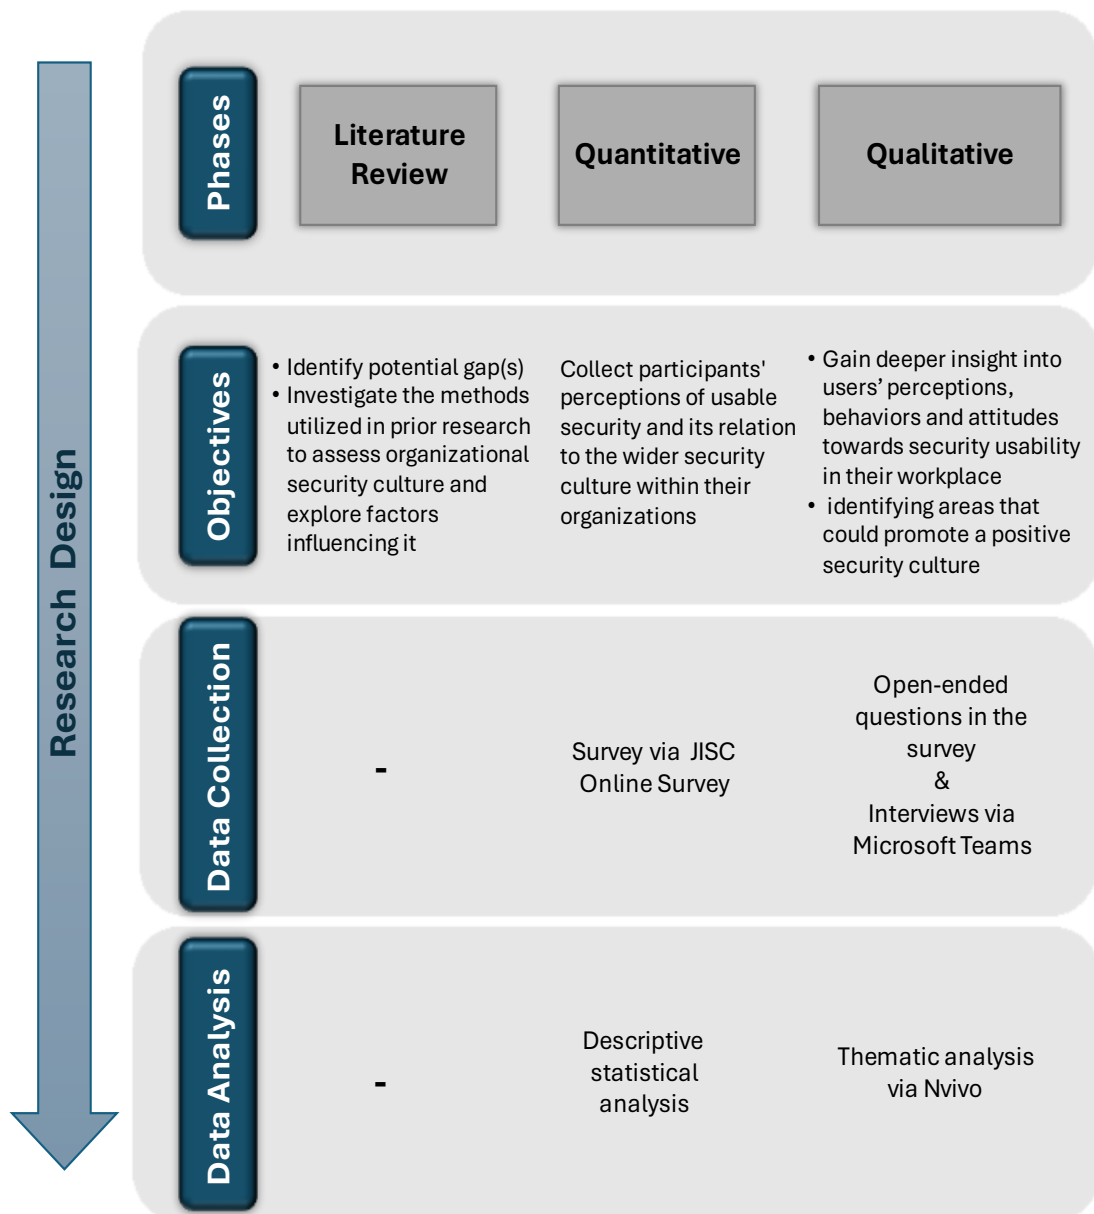 Research Design
Phases
Literature
Review
Quantitative
Qualitative
Objectives
• Identify potential gap(s)
• Investigate the methods
utilized in prior research
to assess organizational
security culture and
explore factors
influencing it
Collect participants'
perceptions of usable
security and its relation
to the wider security
culture within their
organizations
• Gain deeper insight into
users’ perceptions,
behaviors and attitudes
towards security usability
in their workplace
• identifying areas that
could promote a positive
security culture
Data Collection
-
Survey via JISC
Online Survey
Open-ended
questions in the
survey
&
Interviews via
Microsoft Teams
Data Analysis
-
Descriptive
statistical
analysis
Thematic analysis
via Nvivo